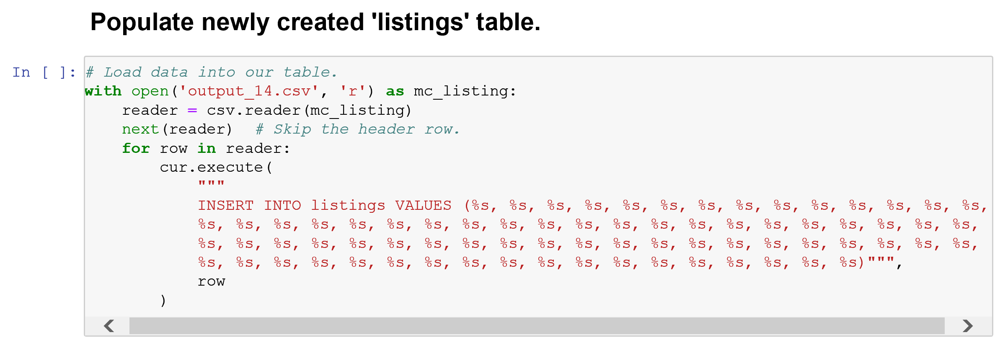 Populate newly created 'listings' table.
In [ ]: # Load data into our table.
with open('output_14.csv', 'r') as mc_listing:
    reader = csv.reader(mc_listing)
    next(reader)  # Skip the header row.
    for row in reader:
        cur.execute(
            """
            INSERT INTO listings VALUES (%s, %s, %s, %s, %s, %s, %s, %s, %s, %s, %s, %s, %s, %s,
            %s, %s, %s, %s, %s, %s, %s, %s, %s, %s, %s, %s, %s, %s, %s, %s, %s, %s, %s, %s, %s,
            %s, %s, %s, %s, %s, %s, %s, %s, %s, %s, %s, %s, %s, %s, %s, %s, %s, %s, %s, %s, %s,
            %s, %s, %s, %s, %s, %s, %s, %s, %s, %s, %s, %s, %s, %s, %s, %s, %s, %s)""",
            row
        )